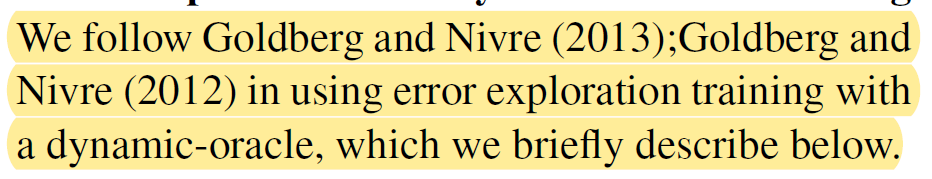 We follow Goldberg and Nivre (2013);Goldberg and
Nivre (2012) in using error exploration training with
a dynamic-oracle, which we briefly describe below.